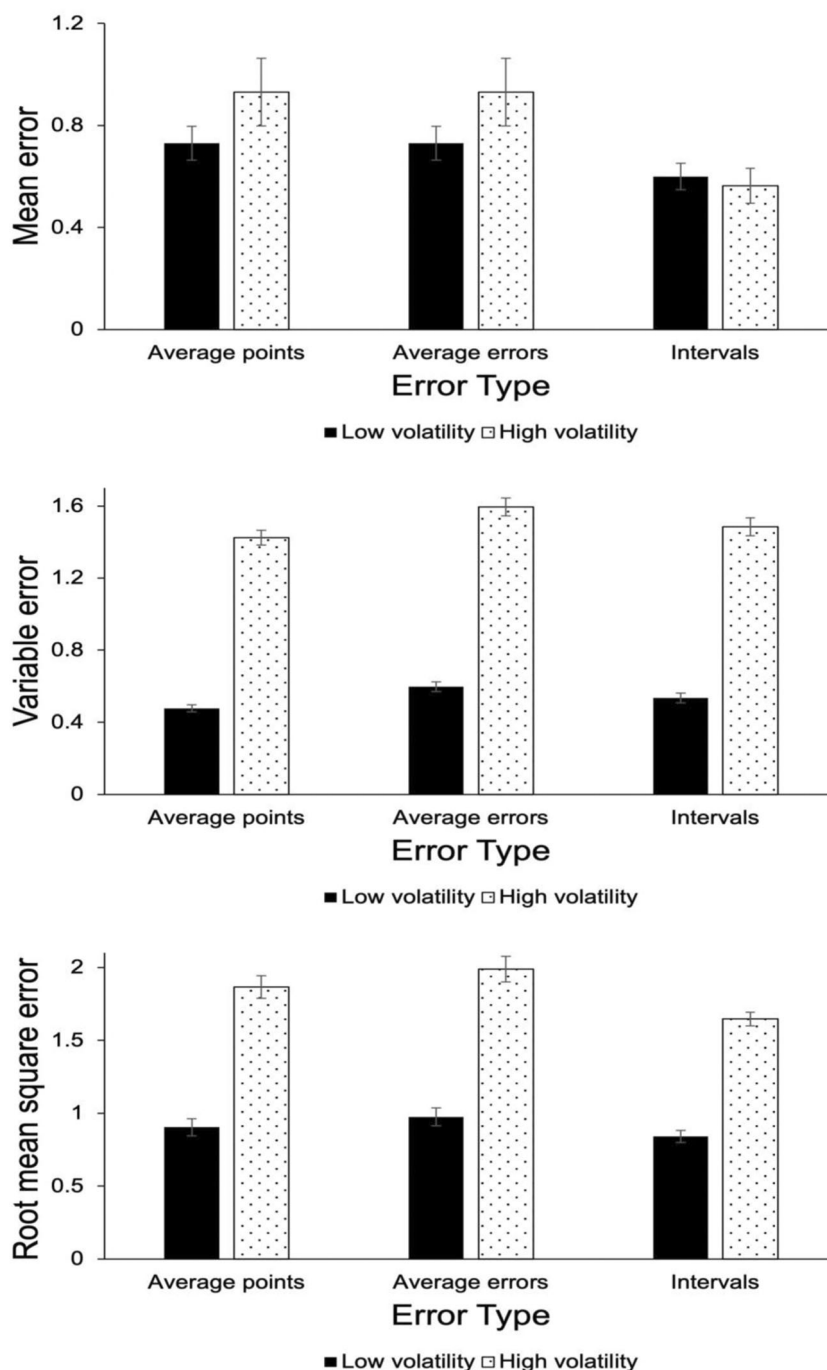 Mean error
1.2
0.8
0.4
0
Average points Average errors Intervals
Error Type
Low volatility High volatility
Variable error
1.6
1.2
0.8
0.4
0
Average points Average errors Intervals
Error Type
Low volatility High volatility
Root mean square error
2
1.5
1
0.5
0
Average points Average errors Intervals
Error Type
Low volatility High volatility